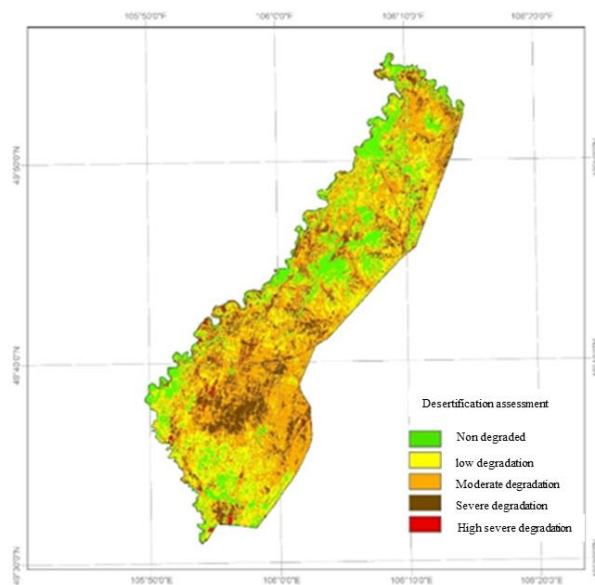 105°50'0"E 106°0'0"E 106°10'0"E 106°20'0"E
Desertification assessment
Non degraded
low degradation
Moderate degradation
Severe degradation
High severe degradation
105°50'0"E 106°0'0"E 106°10'0"E 106°20'0"E